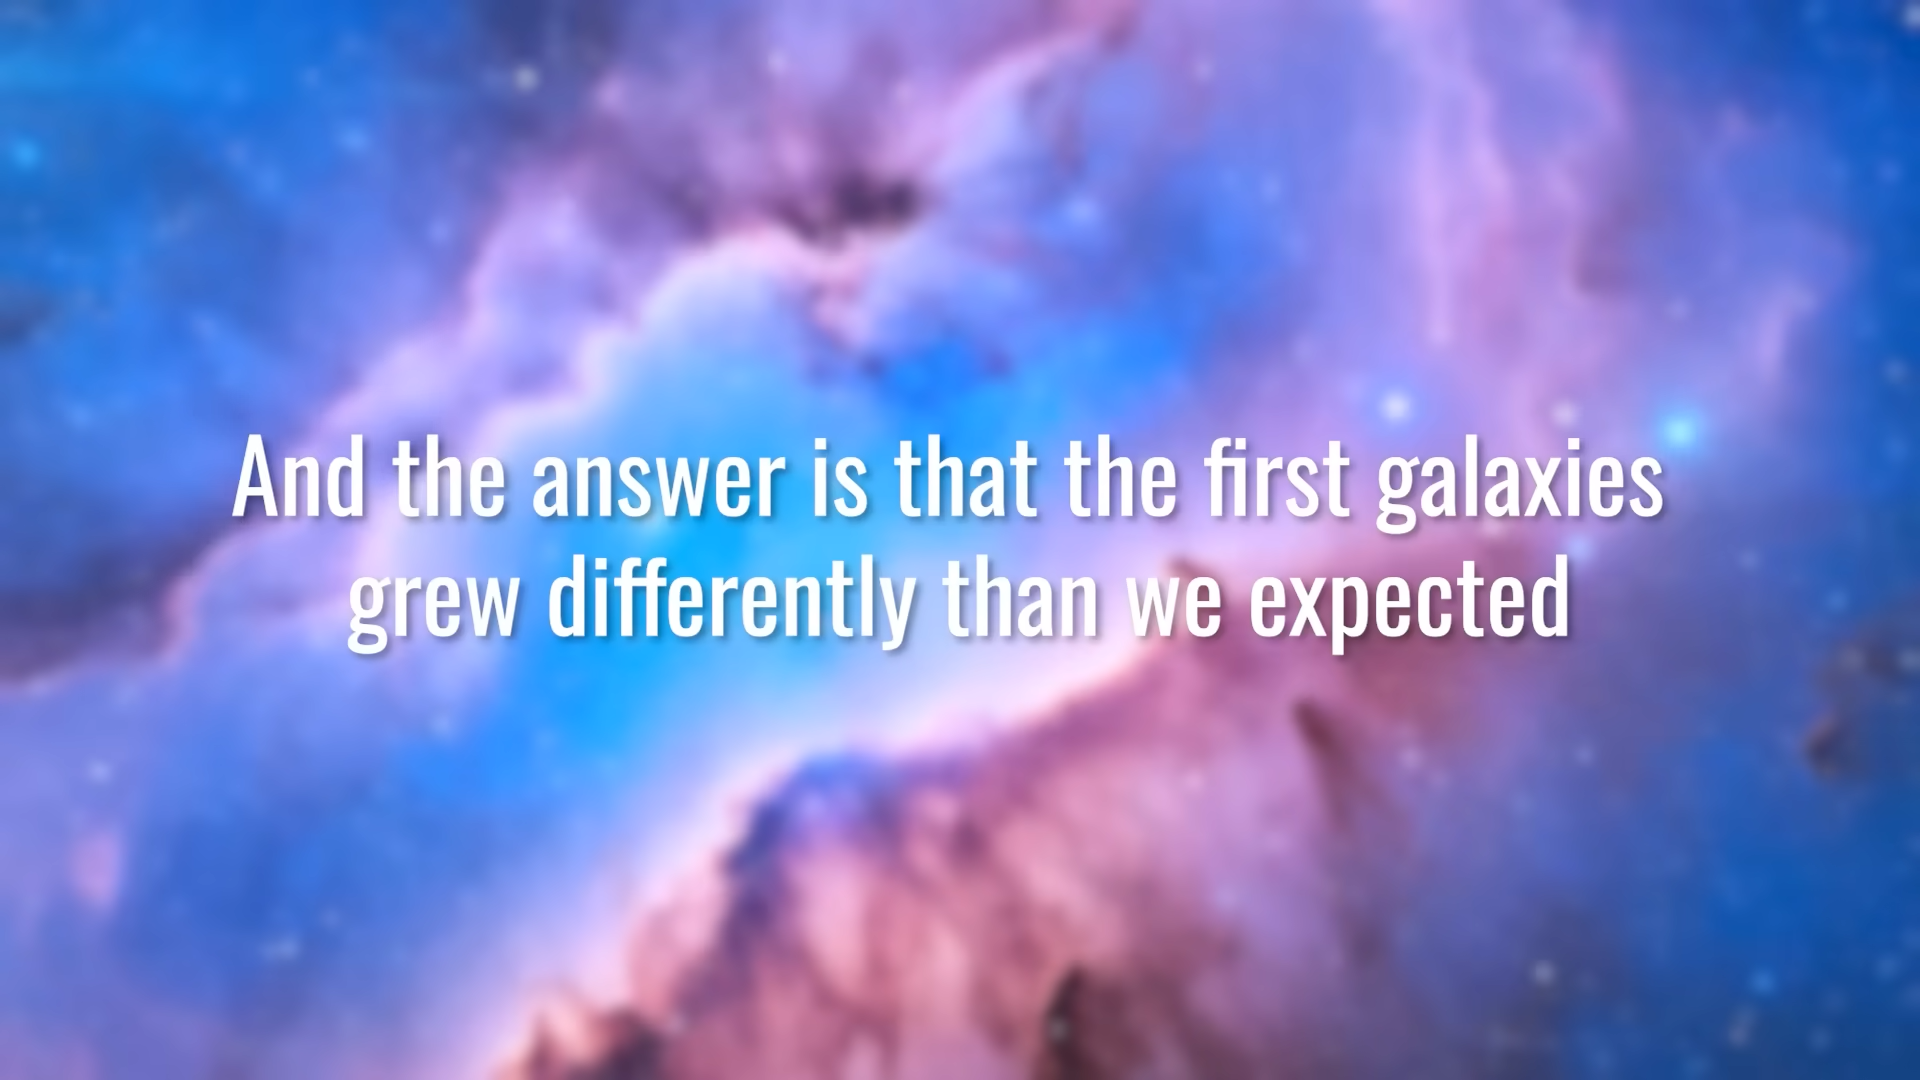 And the answer is that the first galaxies
grew differently than we expected